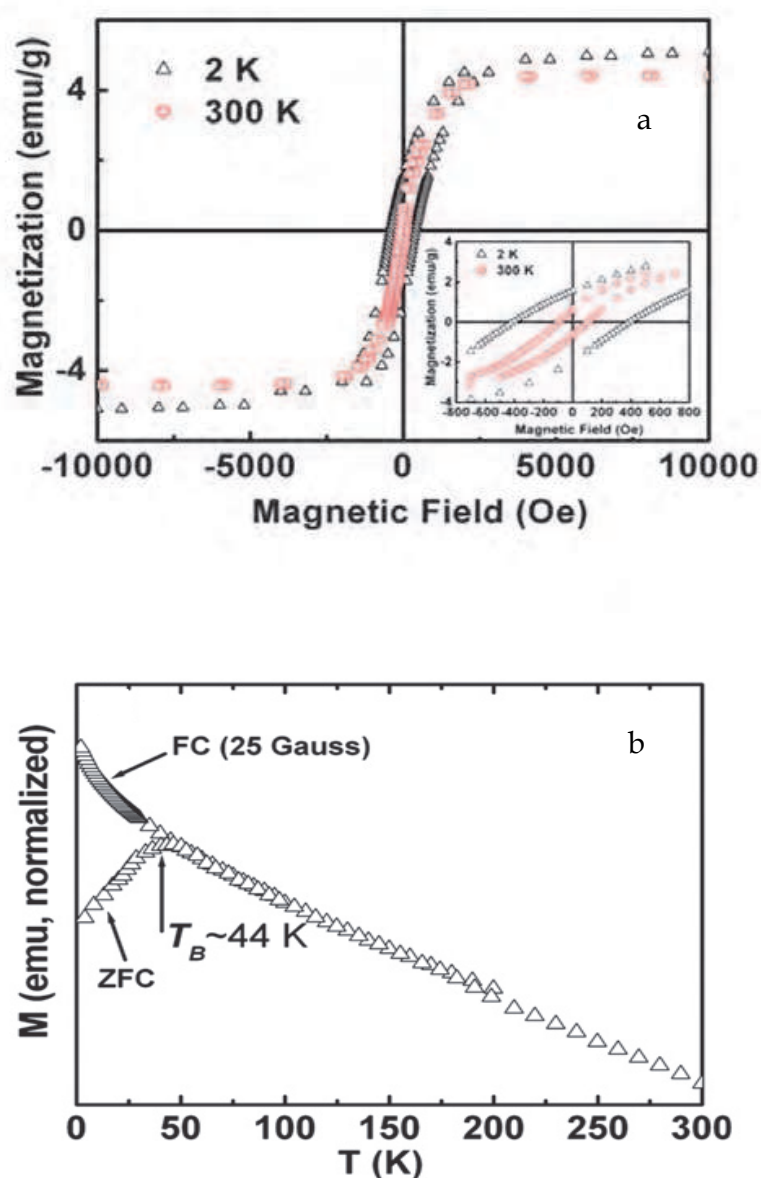 2 K
300 K
a
Magnetization (emu/g)
4
0
-4
2 K
300 K
Magnetization (emu/g)
4
2
0
-2
-4
-800 -600 -400 -200 0 200 400 600 800
Magnetic Field (Oe)
-10000 -5000 0 5000 10000
Magnetic Field (Oe)
b
FC (25 Gauss)
M (emu, normalized)
T_B~44 K
ZFC
0 50 100 150 200 250 300
T (K)